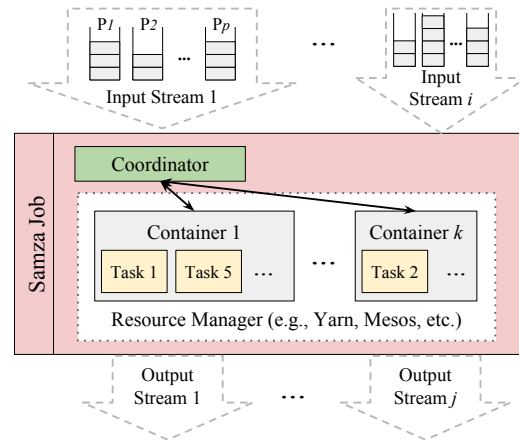 P1 P2 ... Pp
Input Stream 1
...
...
Input
Stream i
Samza Job
Coordinator
Container 1
Task 1 Task 5 ...
...
Container k
Task 2 ...
Resource Manager (e.g., Yarn, Mesos, etc.)
Output
Stream 1
...
Output
Stream j